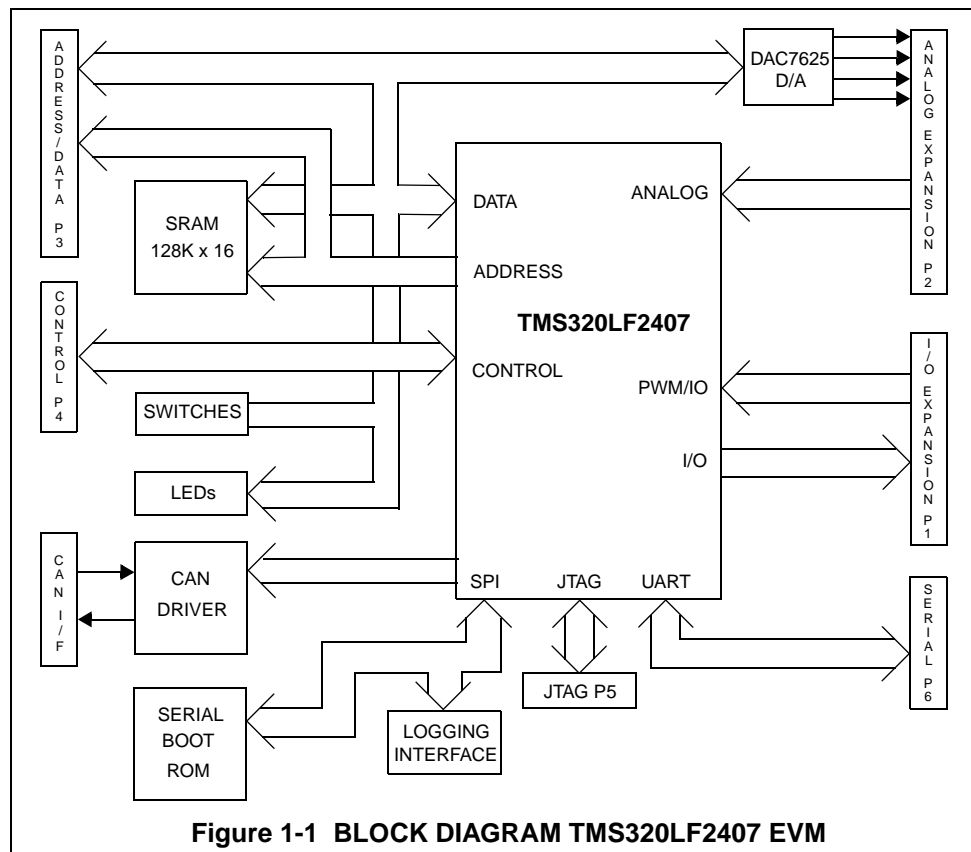 ADDRESS/DATA P3
DAC7625
D/A
ANALOG EXPANSION P2
DATA
ANALOG
SRAM
128K x 16
ADDRESS
TMS320LF2407
CONTROL P4
CONTROL
PWM/IO
I/O EXPANSION P1
SWITCHES
I/O
LEDs
CAN I/F
CAN
DRIVER
SPI
JTAG
UART
SERIAL P6
JTAG P5
SERIAL
BOOT
ROM
LOGGING
INTERFACE
Figure 1-1 BLOCK DIAGRAM TMS320LF2407 EVM